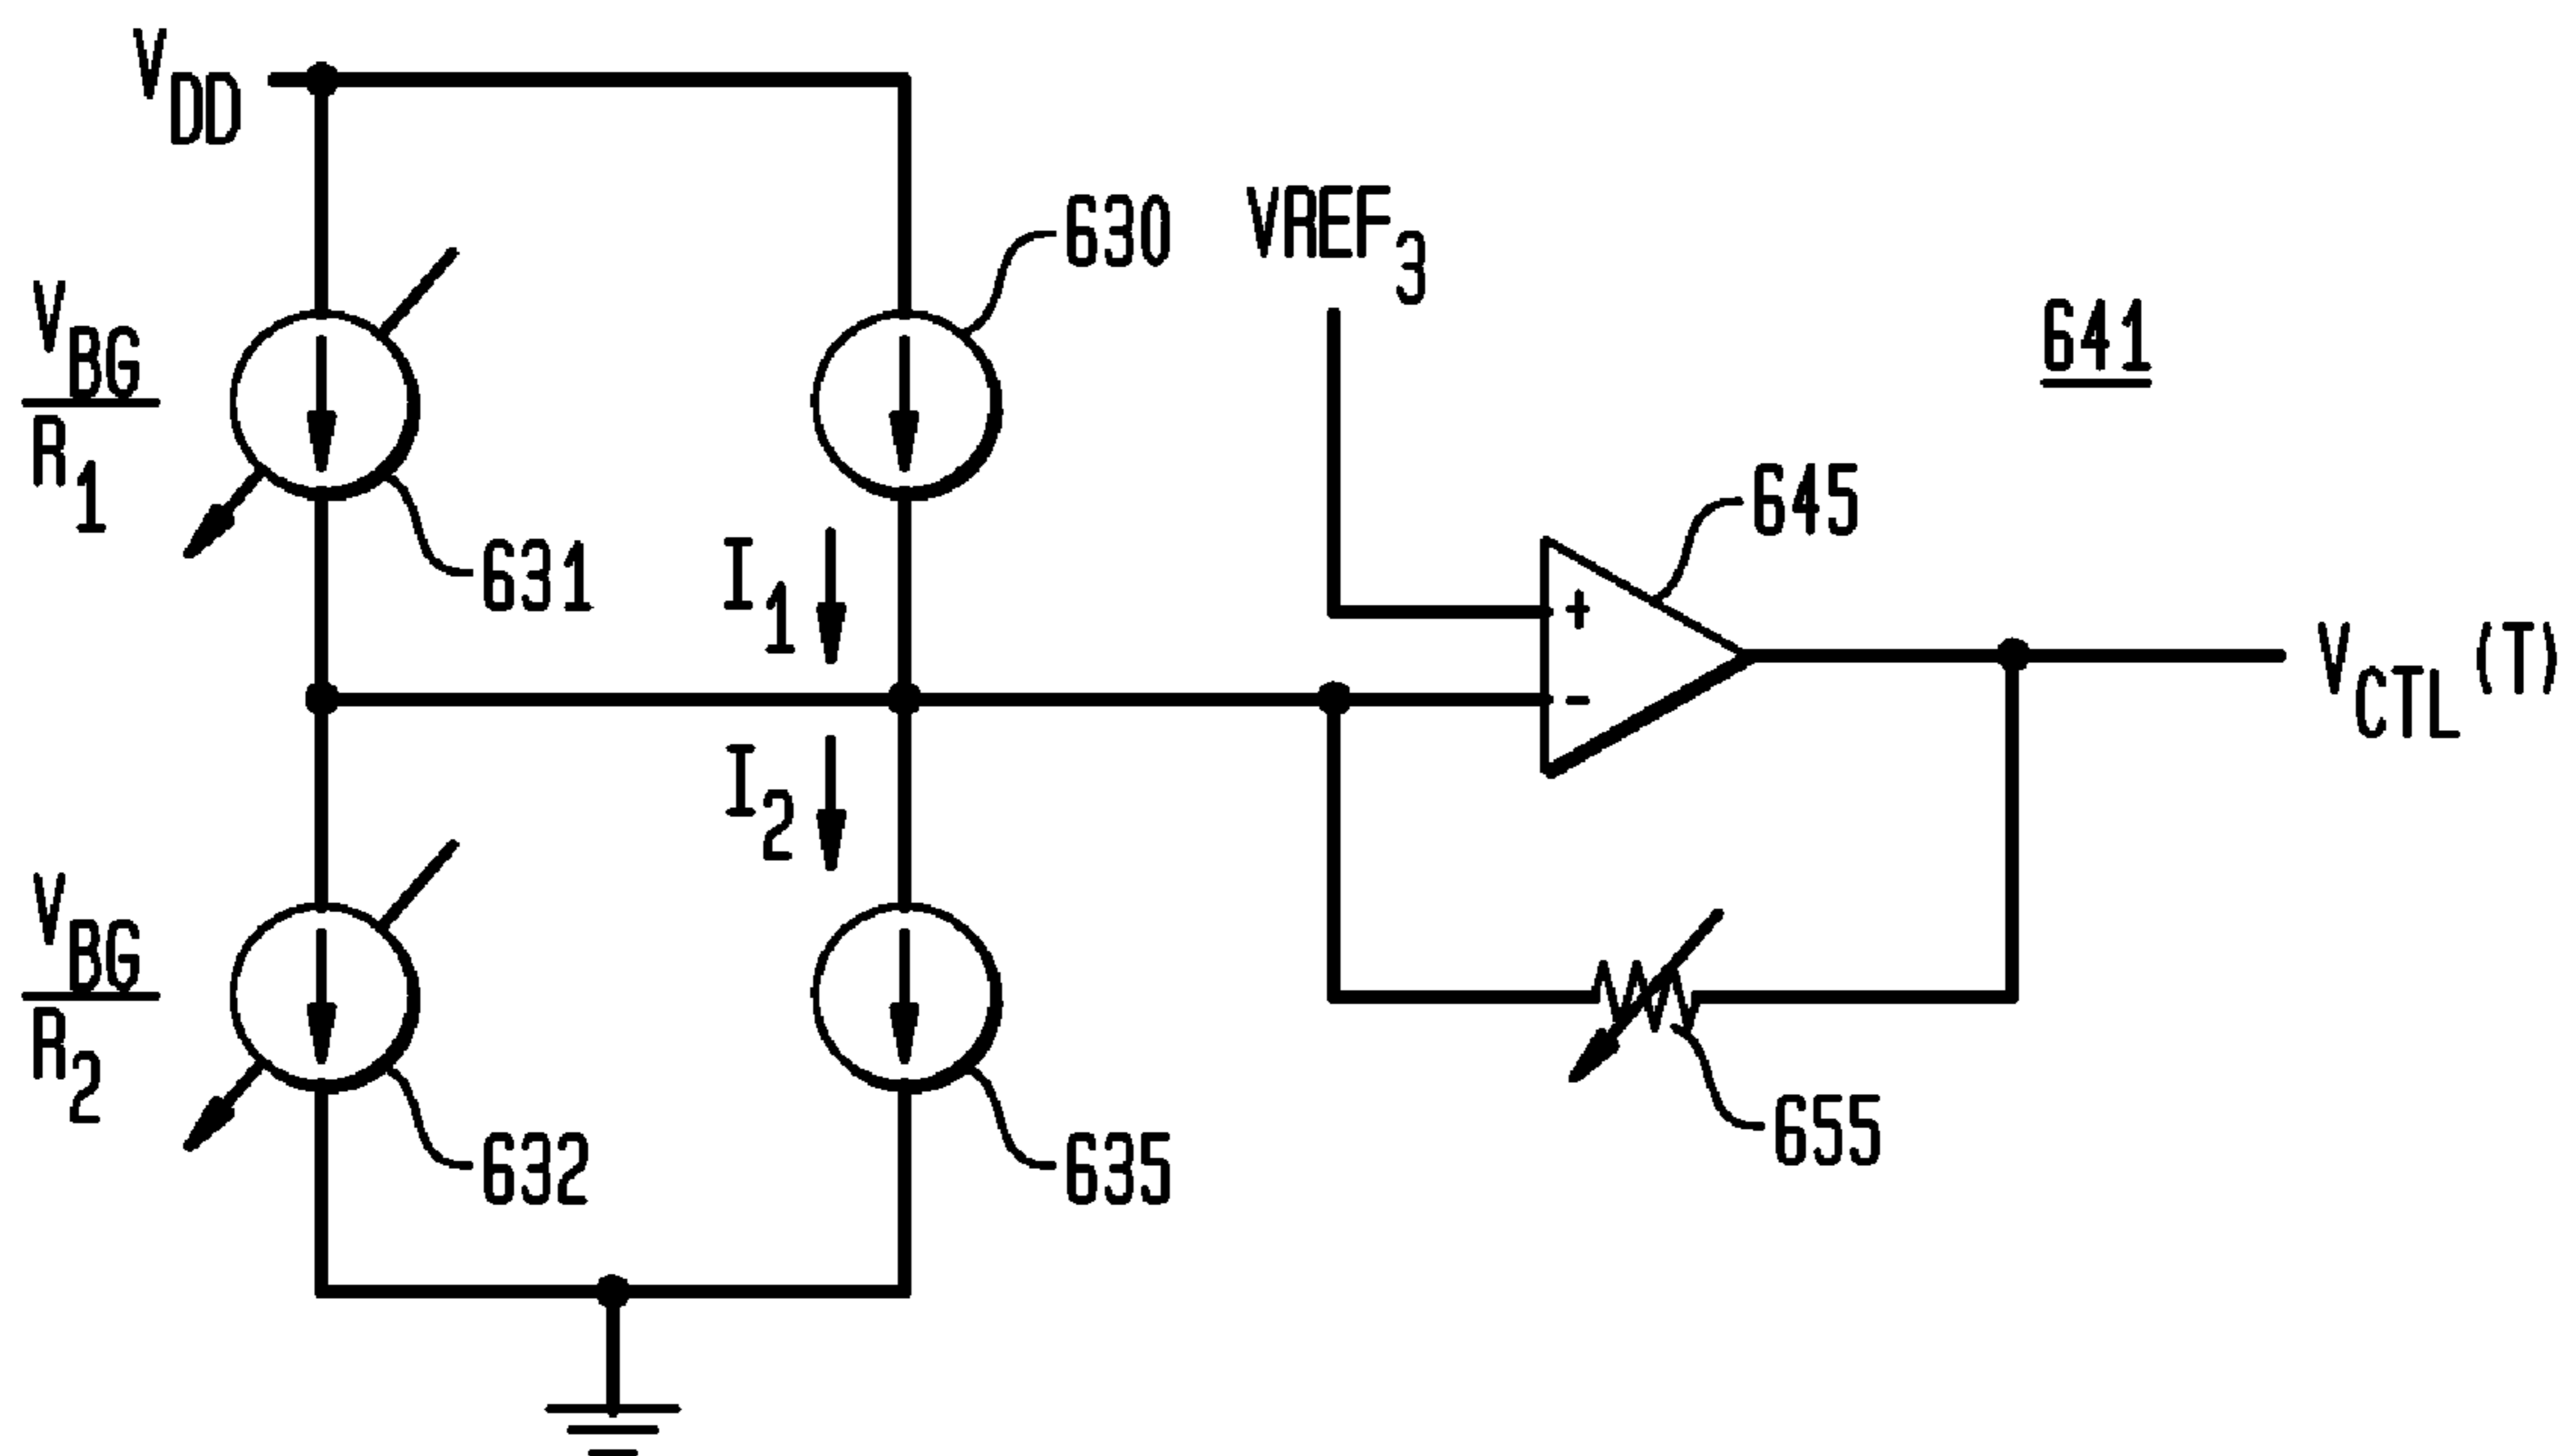 VDD
630
VREF3
641
VBG
R1
631
I1
645
+
-
VCTL (T)
I2
VBG
R2
632
635
655